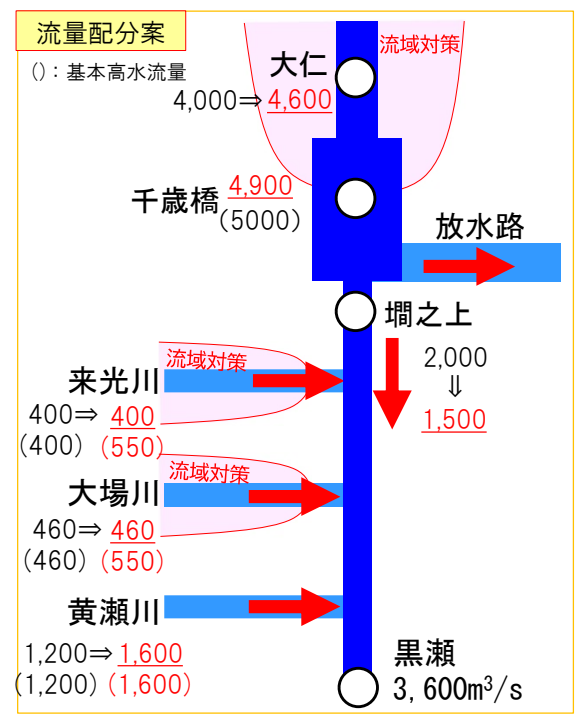 流量配分案
():基本高水流量
大仁
流域対策
4,000⇒4,600
千歳橋
4,900
(5000)
放水路
墹之上
2,000
⇓
1,500
流域対策
来光川
400⇒400
(400)(550)
流域対策
大場川
460⇒460
(460)(550)
黄瀬川
1,200⇒1,600
(1,200)(1,600)
黒瀬
3,600m³/s